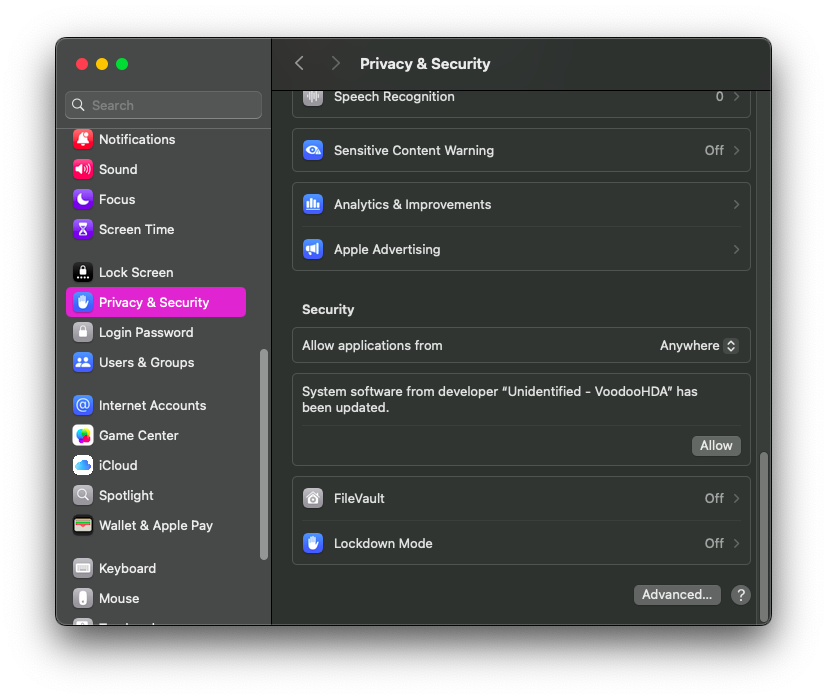 Privacy & Security
Search
Notifications
Sound
Focus
Screen Time
Lock Screen
Privacy & Security
Login Password
Users & Groups
Internet Accounts
Game Center
iCloud
Spotlight
Wallet & Apple Pay
Keyboard
Mouse
Speech Recognition 0
Sensitive Content Warning Off
Analytics & Improvements
Apple Advertising
Security
Allow applications from Anywhere
System software from developer “Unidentified - VoodooHDA” has
been updated.
Allow
FileVault Off
Lockdown Mode Off
Advanced... ?